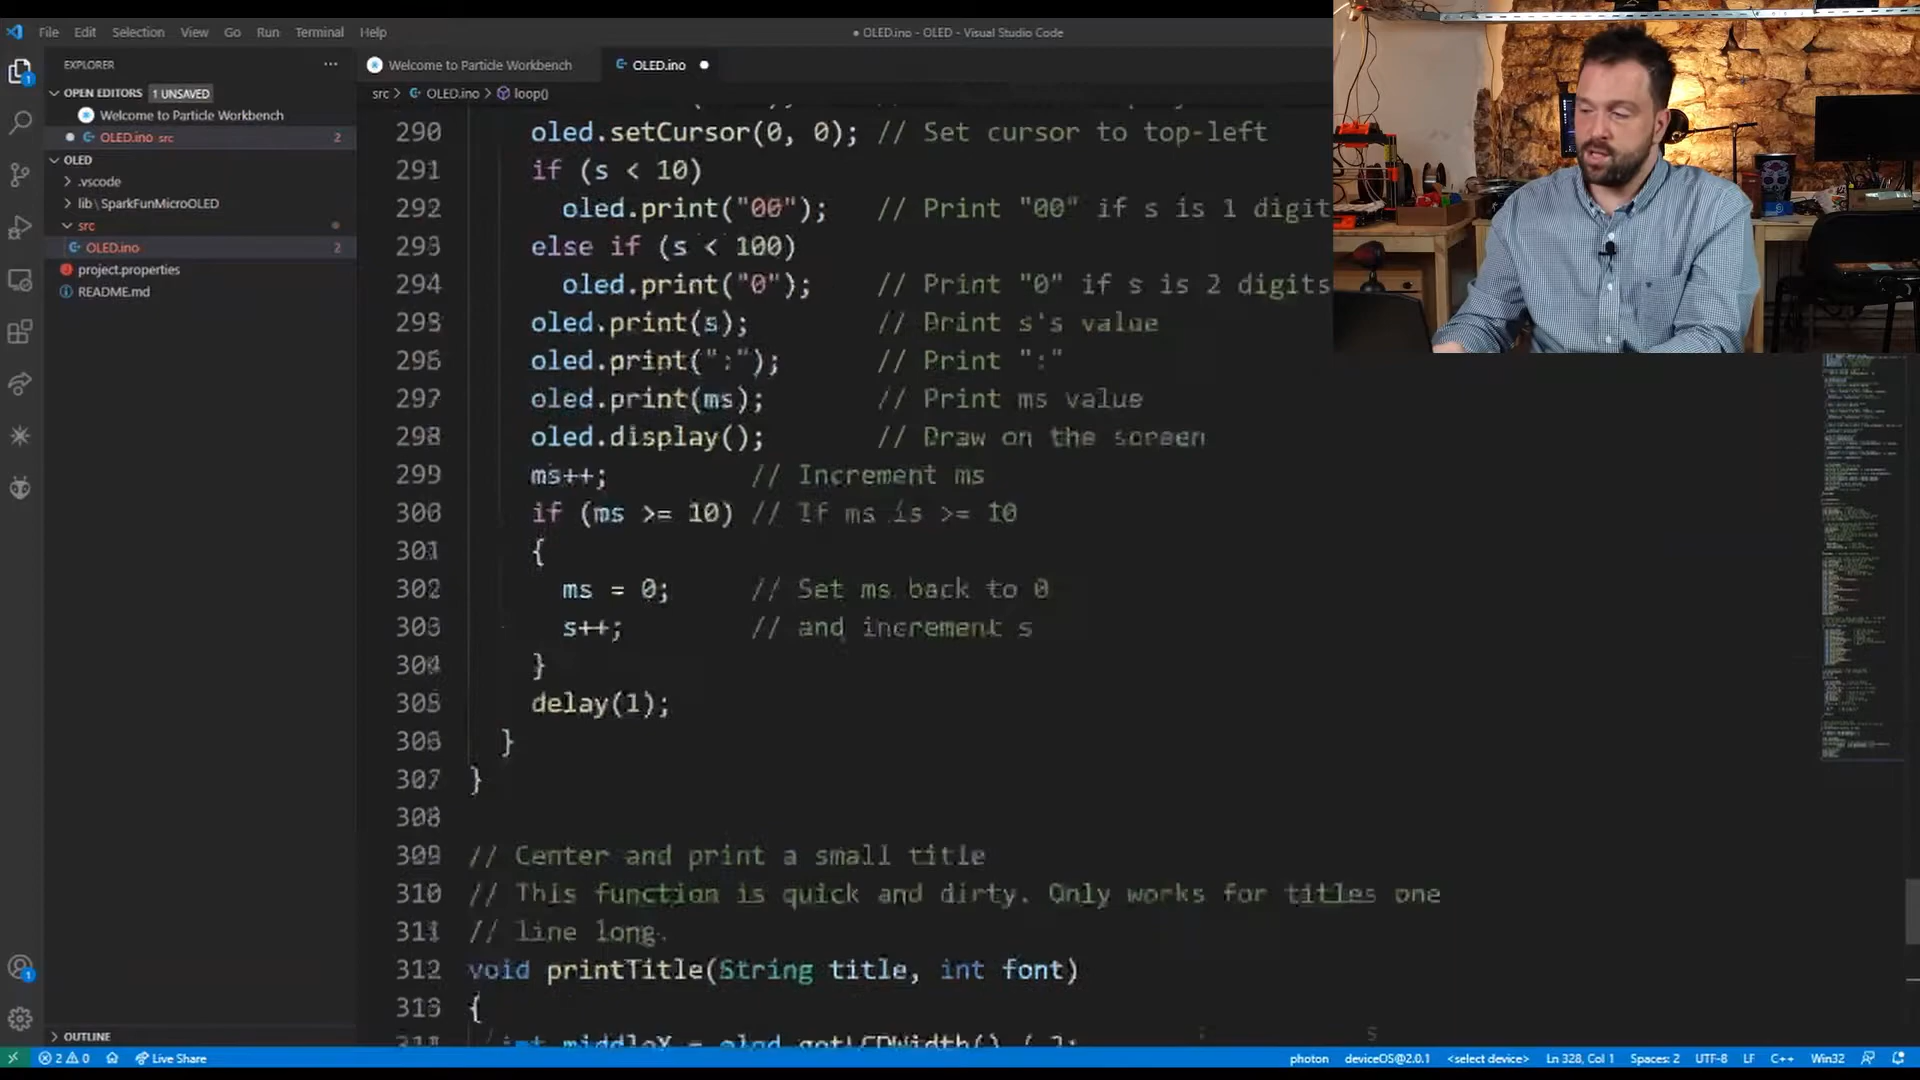 File Edit Selection View Go Run Terminal Help
● OLED.ino - OLED - Visual Studio Code
EXPLORER
Welcome to Particle Workbench
OLED.ino ●
OPEN EDITORS 1 UNSAVED
src > OLED.ino > loop()
Welcome to Particle Workbench
OLED.ino src 2
OLED
.vscode
lib\SparkFunMicroOLED
src
OLED.ino 2
project.properties
README.md
290 oled.setCursor(0, 0); // Set cursor to top-left
291 if (s < 10)
292 oled.print("00"); // Print "00" if s is 1 digit
293 else if (s < 100)
294 oled.print("0"); // Print "0" if s is 2 digits
295 oled.print(s); // Print s's value
296 oled.print(":"); // Print ":"
297 oled.print(ms); // Print ms value
298 oled.display(); // Draw on the screen
299 ms++; // Increment ms
300 if (ms >= 10) // If ms is >= 10
301 {
302 ms = 0; // Set ms back to 0
303 s++; // and increment s
304 }
305 delay(1);
306 }
307 }
308
309 // Center and print a small title
310 // This function is quick and dirty. Only works for titles one
311 // line long.
312 void printTitle(String title, int font)
313 {
int middleX = oled.getLCDWidth() / 2;
OUTLINE
2 0 Live Share
photon deviceOS@2.0.1 <select device> Ln 328, Col 1 Spaces: 2 UTF-8 LF C++ Win32